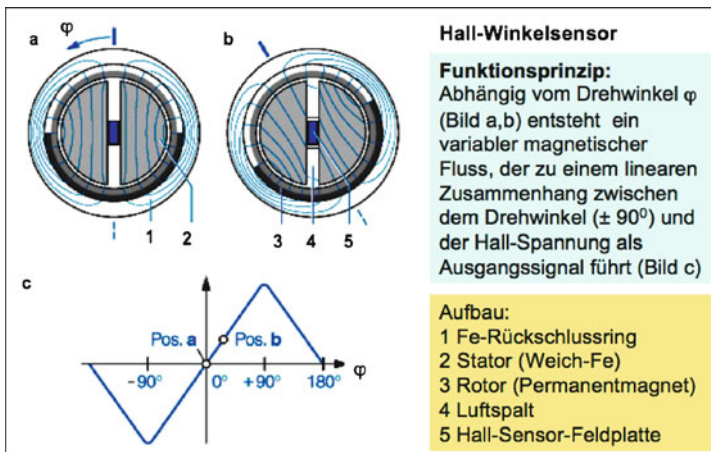 φ
a
b
1
2
3
4
5
c
Pos. a
Pos. b
-90°
0°
+90°
180°
φ
Hall-Winkelsensor
Funktionsprinzip:
Abhängig vom Drehwinkel φ
(Bild a,b) entsteht ein
variabler magnetischer
Fluss, der zu einem linearen
Zusammenhang zwischen
dem Drehwinkel (± 90⁰) und
der Hall-Spannung als
Ausgangssignal führt (Bild c)
Aufbau:
1 Fe-Rückschlussring
2 Stator (Weich-Fe)
3 Rotor (Permanentmagnet)
4 Luftspalt
5 Hall-Sensor-Feldplatte